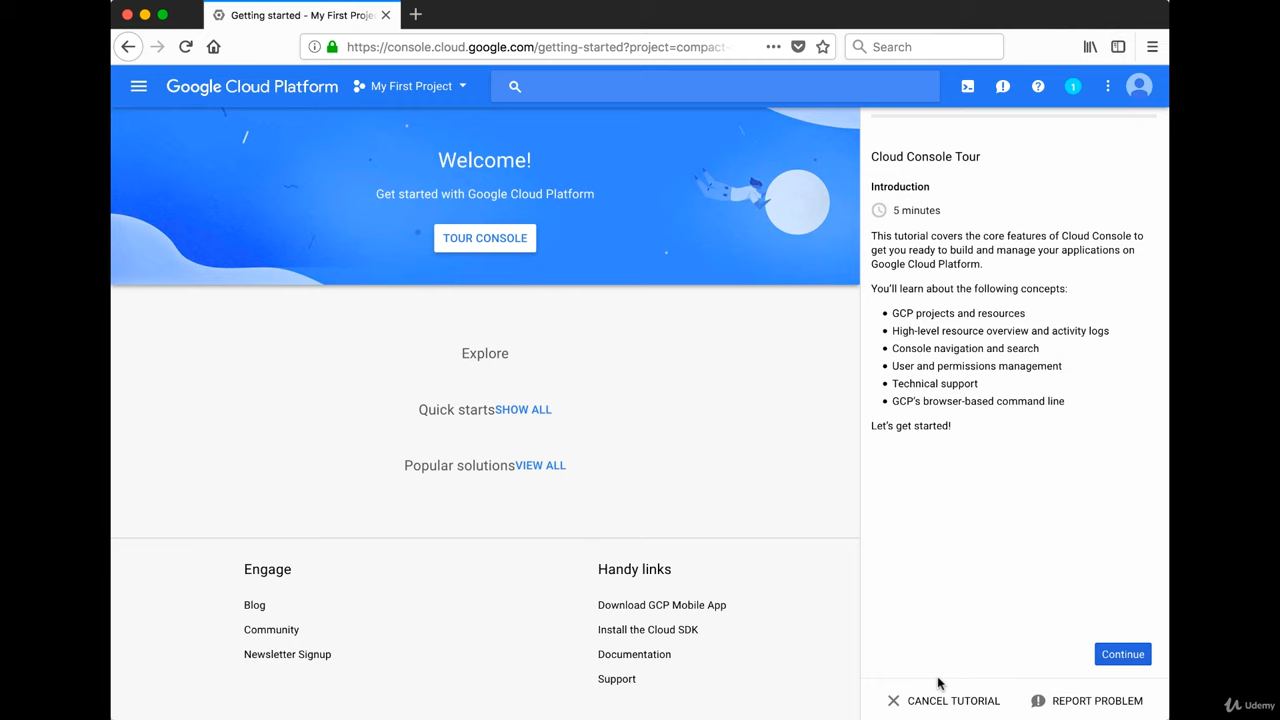 Getting started - My First Proje
https://console.cloud.google.com/getting-started?project=compact-
Search
Google Cloud Platform
My First Project
1
Welcome!
Get started with Google Cloud Platform
TOUR CONSOLE
Explore
Quick startsSHOW ALL
Popular solutionsVIEW ALL
Engage
Blog
Community
Newsletter Signup
Handy links
Download GCP Mobile App
Install the Cloud SDK
Documentation
Support
Cloud Console Tour
Introduction
5 minutes
This tutorial covers the core features of Cloud Console to
get you ready to build and manage your applications on
Google Cloud Platform.
You'll learn about the following concepts:
• GCP projects and resources
• High-level resource overview and activity logs
• Console navigation and search
• User and permissions management
• Technical support
• GCP's browser-based command line
Let's get started!
Continue
CANCEL TUTORIAL
REPORT PROBLEM
Udemy